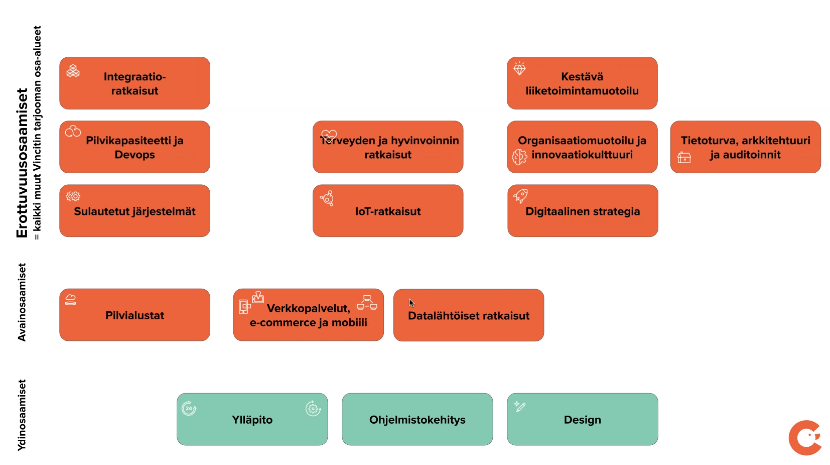 Erottuvuusosaamiset
= kaikki muut Vincitin tarjooman osa-alueet
Integraatio-
ratkaisut
Kestävä
liiketoimintamuotoilu
Pilvikapasiteetti ja
Devops
Terveyden ja hyvinvoinnin
ratkaisut
Organisaatiomuotoilu ja
innovaatiokulttuuri
Tietoturva, arkkitehtuuri
ja auditoinnit
Sulautetut järjestelmät
IoT-ratkaisut
Digitaalinen strategia
Avainosaamiset
Pilvialustat
Verkkopalvelut,
e-commerce ja mobiili
Datalähtöiset ratkaisut
Ydinosaamiset
24
Ylläpito
Ohjelmistokehitys
Design